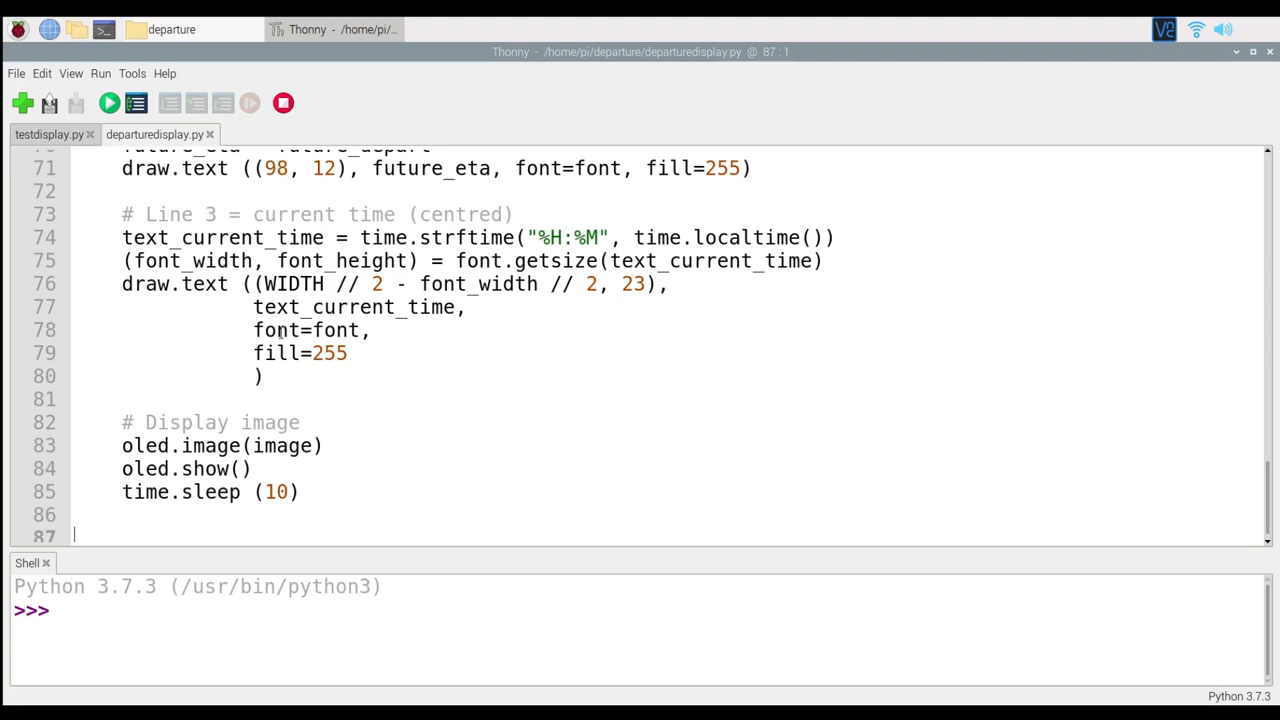 departure
Thonny - /home/pi/...
Thonny - /home/pi/departure/departuredisplay.py @ 87 : 1
File Edit View Run Tools Help
testdisplay.py
departuredisplay.py
70 future_eta = future_depart
71 draw.text ((98, 12), future_eta, font=font, fill=255)
72
73 # Line 3 = current time (centred)
74 text_current_time = time.strftime("%H:%M", time.localtime())
75 (font_width, font_height) = font.getsize(text_current_time)
76 draw.text ((WIDTH // 2 - font_width // 2, 23),
77 text_current_time,
78 font=font,
79 fill=255
80 )
81
82 # Display image
83 oled.image(image)
84 oled.show()
85 time.sleep (10)
86
87
Shell
Python 3.7.3 (/usr/bin/python3)
>>>
Python 3.7.3